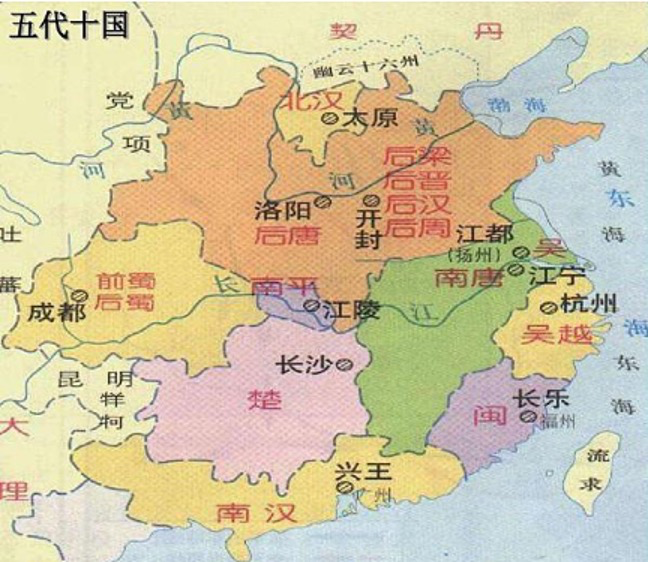 五代十国
契丹
幽云十六州
党项
黄
河
北汉
太原
渤海
黄
河
后梁
后晋
后汉
后周
洛阳
后唐
开封
黄海
东海
吐蕃
江都
(扬州)
吴
南唐
江宁
前蜀
后蜀
成都
长
江
南平
江陵
杭州
吴越
海
东海
长沙
楚
昆明
牂柯
大理
闽
长乐
福州
兴王
广州
南汉
流求